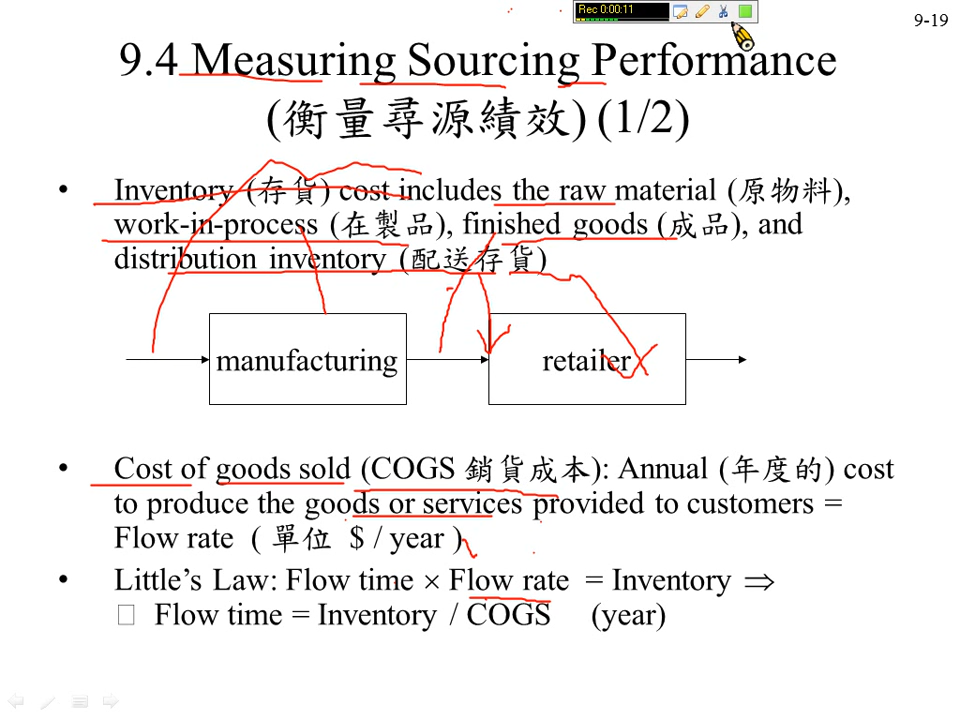 Rec 0:00:11
9-19
9.4 Measuring Sourcing Performance
(衡量尋源績效) (1/2)
• Inventory (存貨) cost includes the raw material (原物料),
work-in-process (在製品), finished goods (成品), and
distribution inventory (配送存貨)
manufacturing
retailer
• Cost of goods sold (COGS 銷貨成本): Annual (年度的) cost
to produce the goods or services provided to customers =
Flow rate ( 單位 $ / year )
• Little’s Law: Flow time × Flow rate = Inventory ⇒
□ Flow time = Inventory / COGS (year)